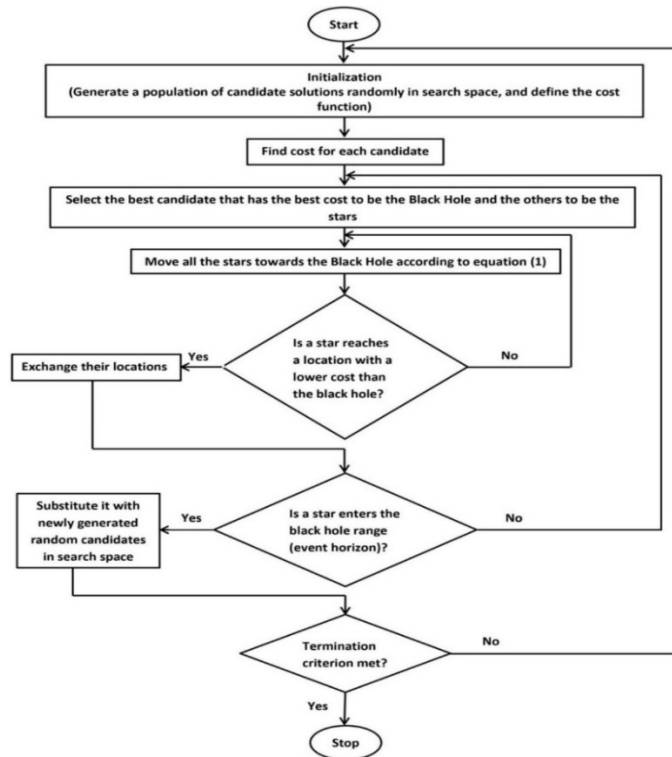 Start
Initialization
(Generate a population of candidate solutions randomly in search space, and define the cost
function)
Find cost for each candidate
Select the best candidate that has the best cost to be the Black Hole and the others to be the
stars
Move all the stars towards the Black Hole according to equation (1)
Is a star reaches
a location with a
lower cost than
the black hole?
Yes
No
Exchange their locations
Is a star enters the
black hole range
(event horizon)?
Yes
No
Substitute it with
newly generated
random candidates
in search space
Termination
criterion met?
No
Yes
Stop